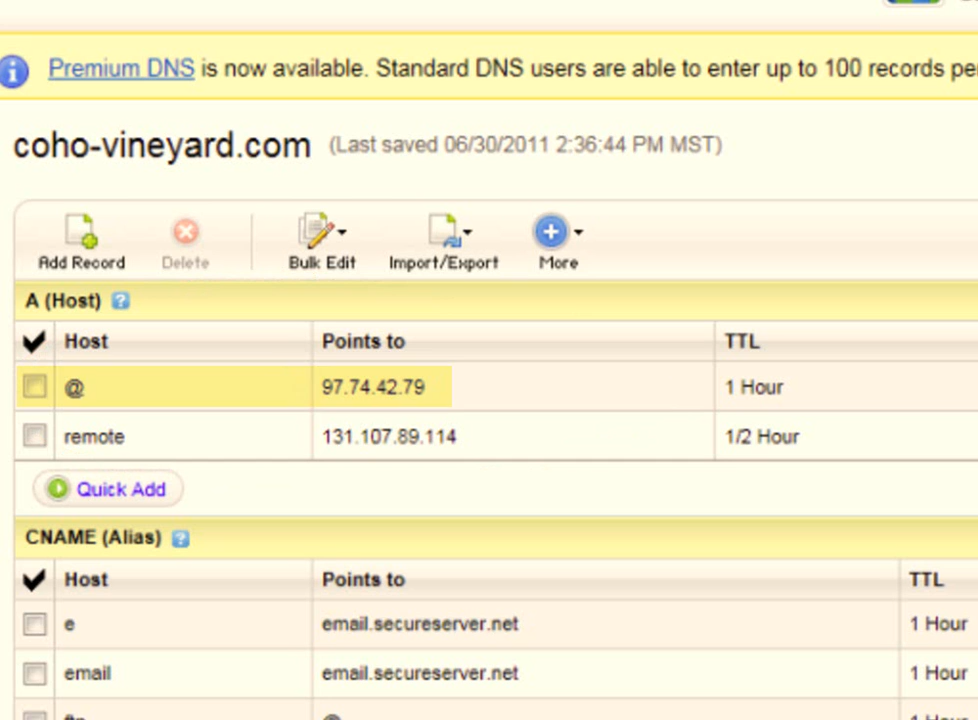 Premium DNS is now available. Standard DNS users are able to enter up to 100 records
coho-vineyard.com (Last saved 06/30/2011 2:36:44 PM MST)
Add Record Delete Bulk Edit Import/Export More
A (Host)
Host Points to TTL
@ 97.74.42.79 1 Hour
remote 131.107.89.114 1/2 Hour
Quick Add
CNAME (Alias)
Host Points to TTL
e email.secureserver.net 1 Hour
email email.secureserver.net 1 Hour